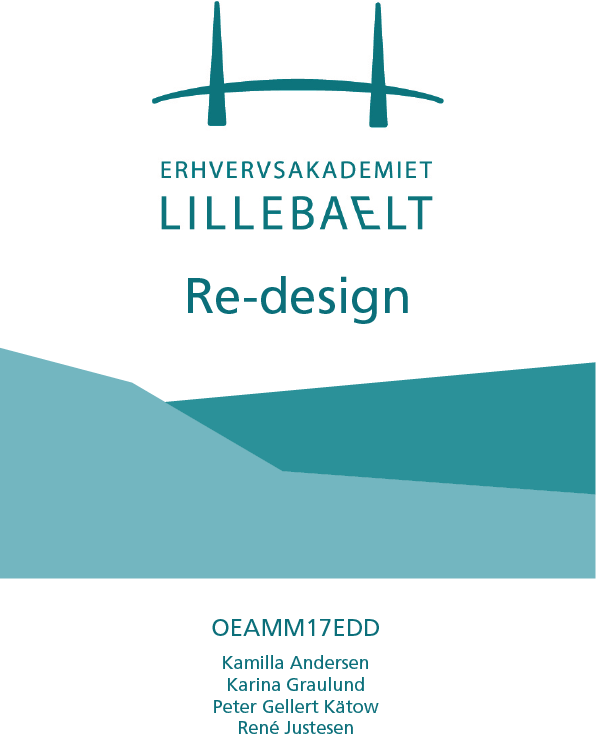 ERHVERVSAKADEMIET
LILLEBAELT
Re-design
OEAMM17EDD
Kamilla Andersen
Karina Graulund
Peter Gellert Kätow
René Justesen